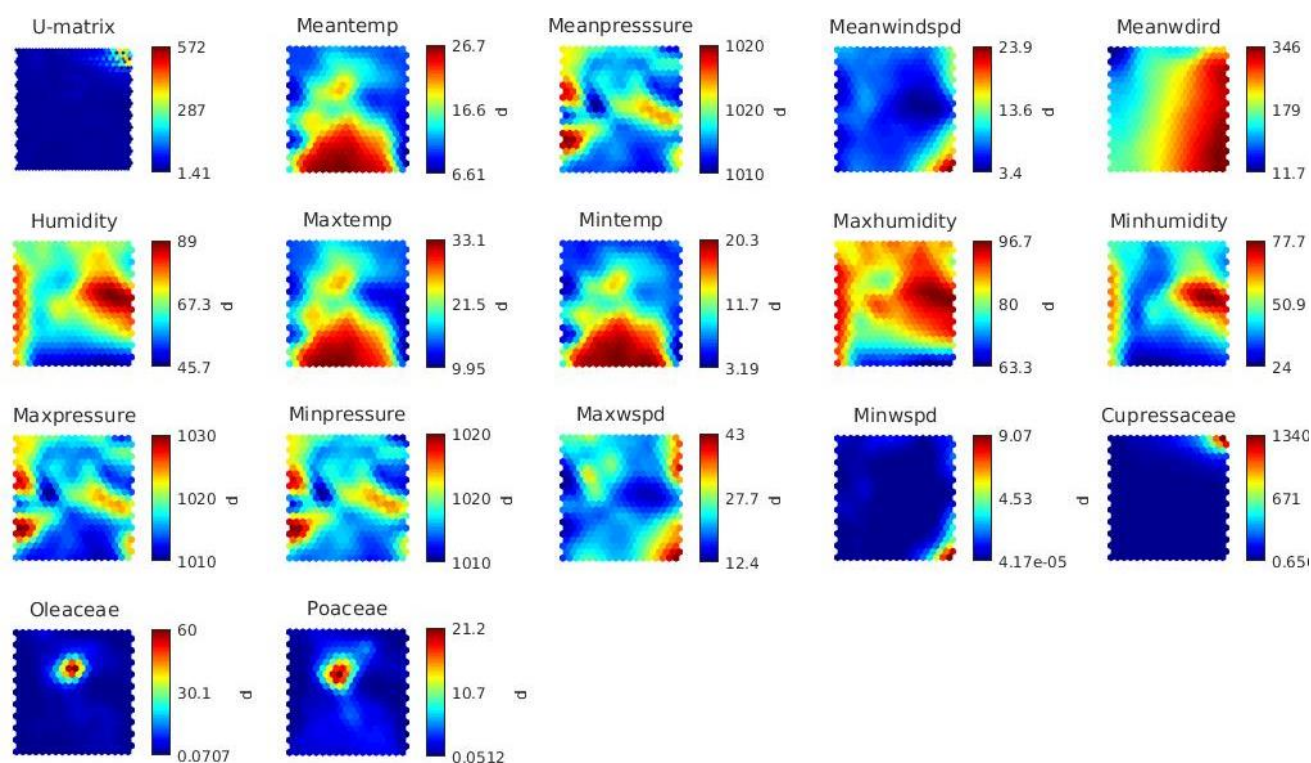 U-matrix Meantemp Meanpresssure Meanwindspd Meanwdird
572 26.7 1020 23.9 346
287 16.6 1020 13.6 179
d d d
1.41 6.61 1010 3.4 11.7
Humidity Maxtemp Mintemp Maxhumidity Minhumidity
89 33.1 20.3 96.7 77.7
67.3 21.5 11.7 80 50.9
d d d d
45.7 9.95 3.19 63.3 24
Maxpressure Minpressure Maxwspd Minwspd Cupressaceae
1030 1020 43 9.07 1340
1020 1020 27.7 4.53 671
d d d d
1010 1010 12.4 4.17e-05
Oleaceae Poaceae
60 21.2
30.1 10.7
d d
0.0707 0.0512